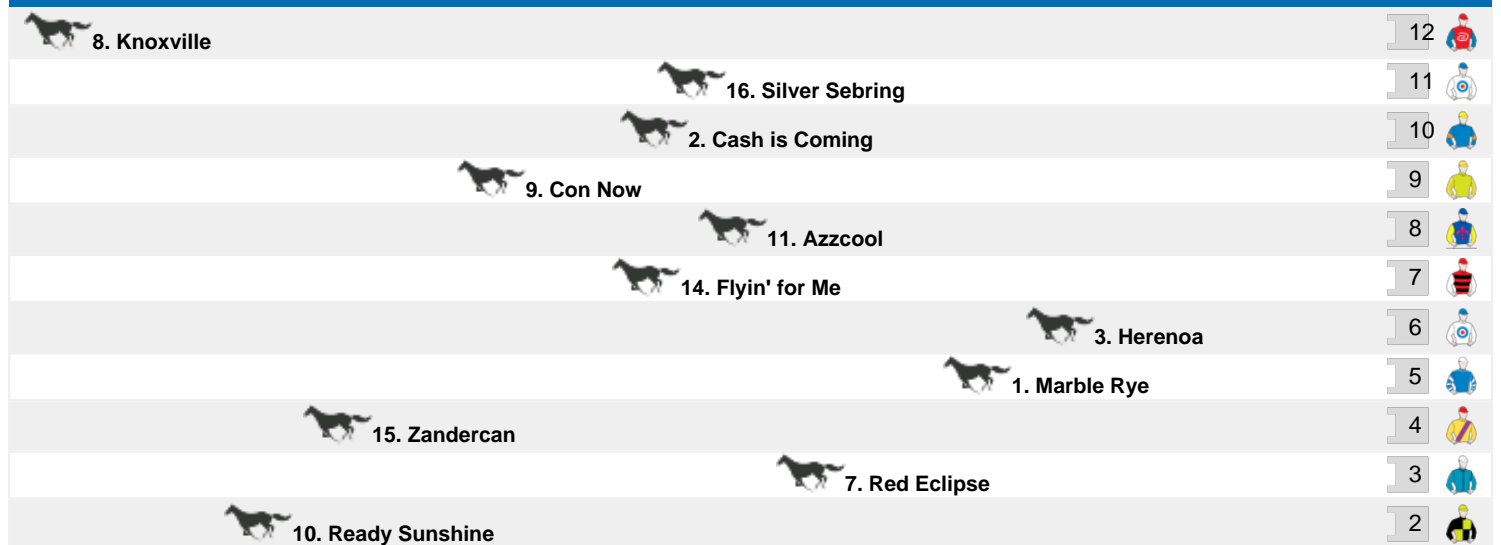 8. Knoxville 12
16. Silver Sebring 11
2. Cash is Coming 10
9. Con Now 9
11. Azzcool 8
14. Flyin' for Me 7
3. Herenoa 6
1. Marble Rye 5
15. Zandercan 4
7. Red Eclipse 3
10. Ready Sunshine 2